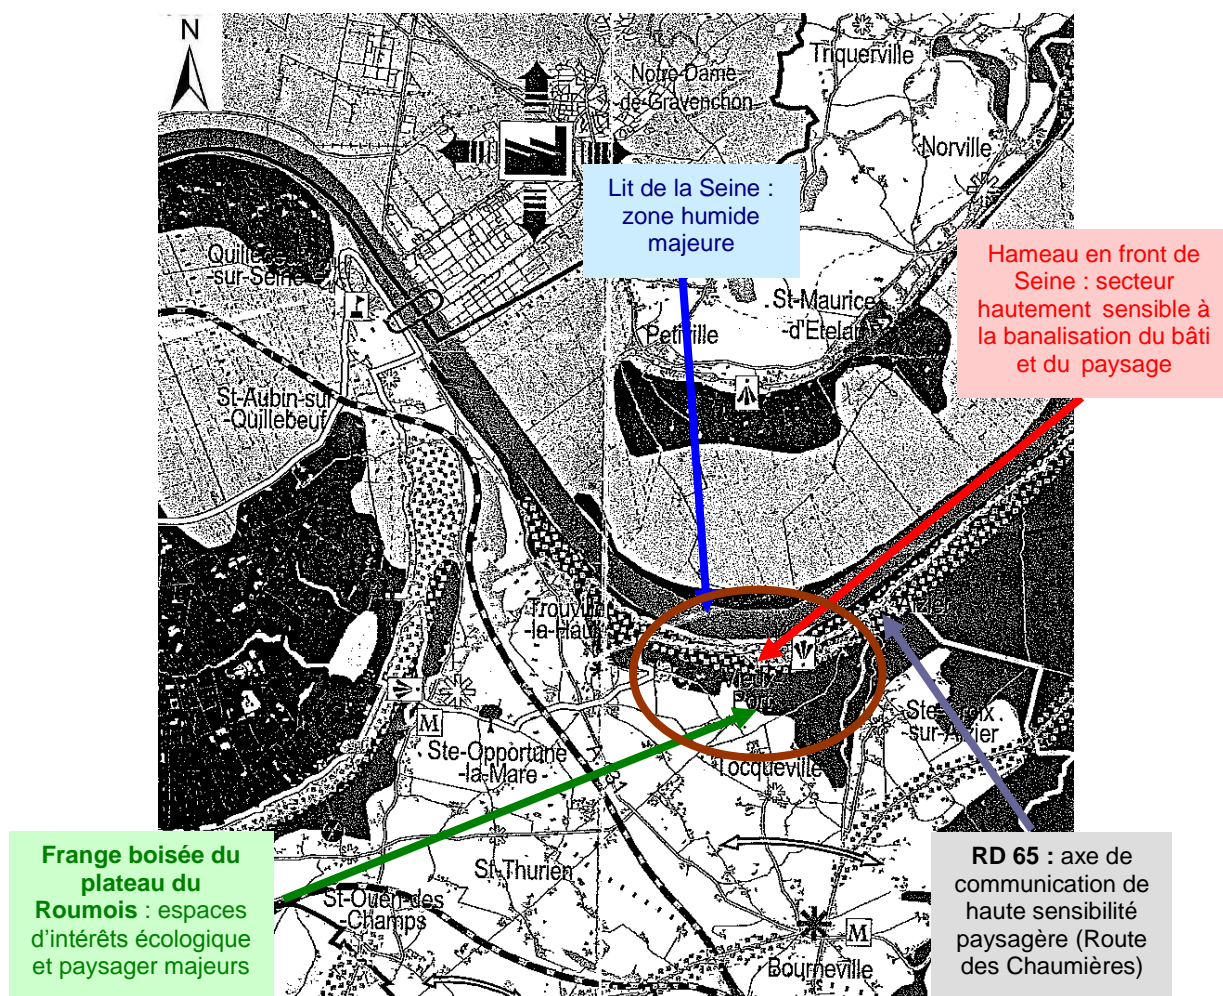 N
Triquerville
Notre-Dame
-de-Gravenchon
Norville
Lit de la Seine :
zone humide
majeure
Hameau en front de
Seine : secteur
hautement sensible à
la banalisation du bâti
et du paysage
-sur-Seine
St-Maurice
-d'Etelan
Petiville
St-Aubin-sur
-Quillebeuf
Trouville
-la-Haule
Aizier
Vieux-
Port
Ste-Croix
-sur-Aizier
M
Ste-Opportune
-la-Mare
Tocqueville
Frange boisée du
plateau du
Roumois : espaces
d'intérêts écologique
et paysager majeurs
St-Thurien
St-Ouen-des
-Champs
M
Bourneville
RD 65 : axe de
communication de
haute sensibilité
paysagère (Route
des Chaumières)